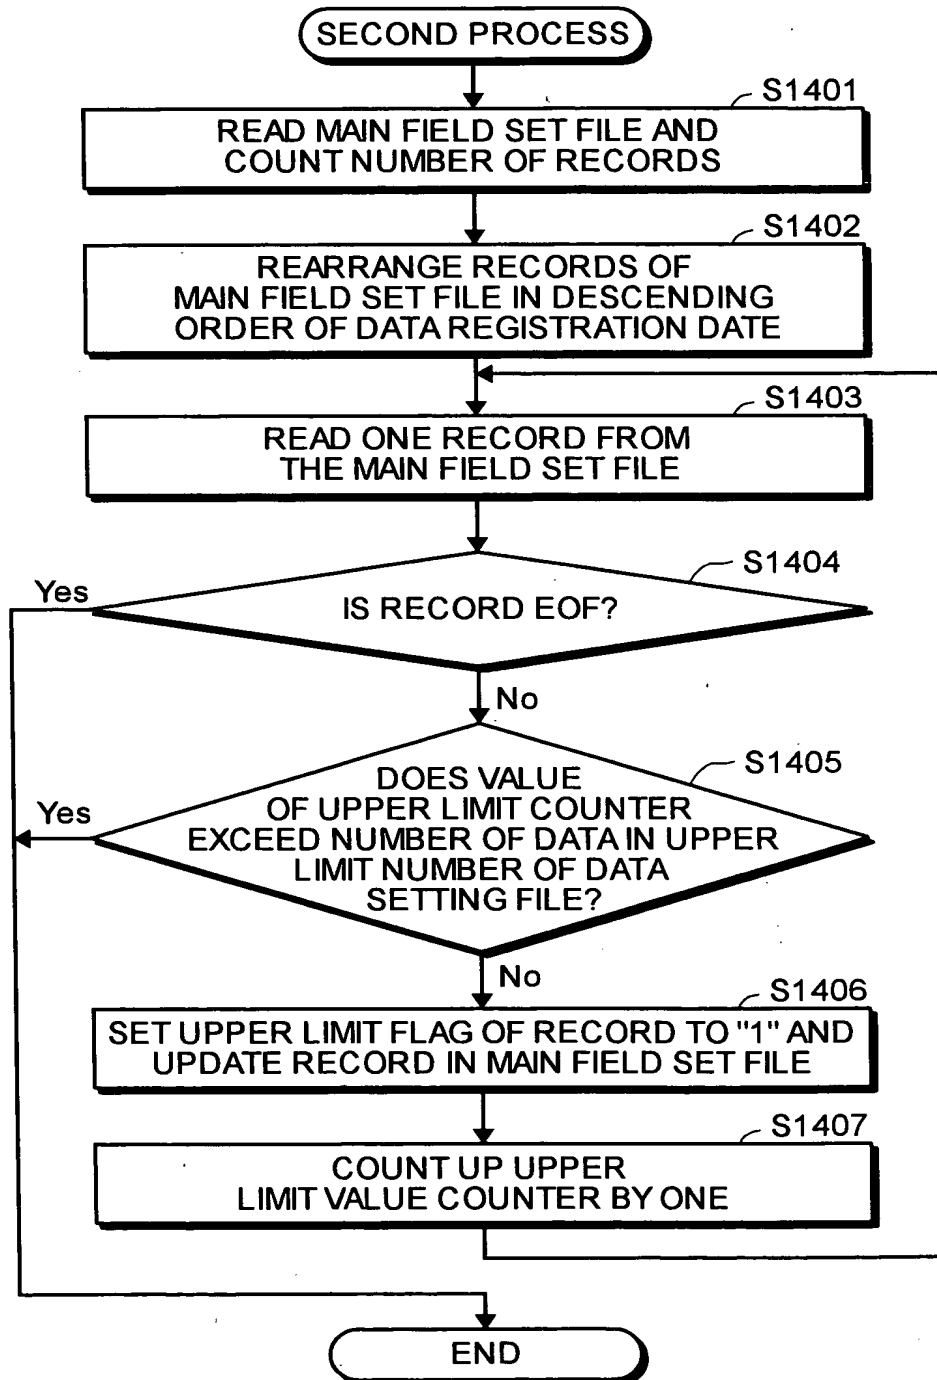 SECOND PROCESS
S1401
READ MAIN FIELD SET FILE AND
COUNT NUMBER OF RECORDS
S1402
REARRANGE RECORDS OF
MAIN FIELD SET FILE IN DESCENDING
ORDER OF DATA REGISTRATION DATE
S1403
READ ONE RECORD FROM
THE MAIN FIELD SET FILE
S1404
Yes
IS RECORD EOF?
No
S1405
Yes
DOES VALUE
OF UPPER LIMIT COUNTER
EXCEED NUMBER OF DATA IN UPPER
LIMIT NUMBER OF DATA
SETTING FILE?
No
S1406
SET UPPER LIMIT FLAG OF RECORD TO "1" AND
UPDATE RECORD IN MAIN FIELD SET FILE
S1407
COUNT UP UPPER
LIMIT VALUE COUNTER BY ONE
END